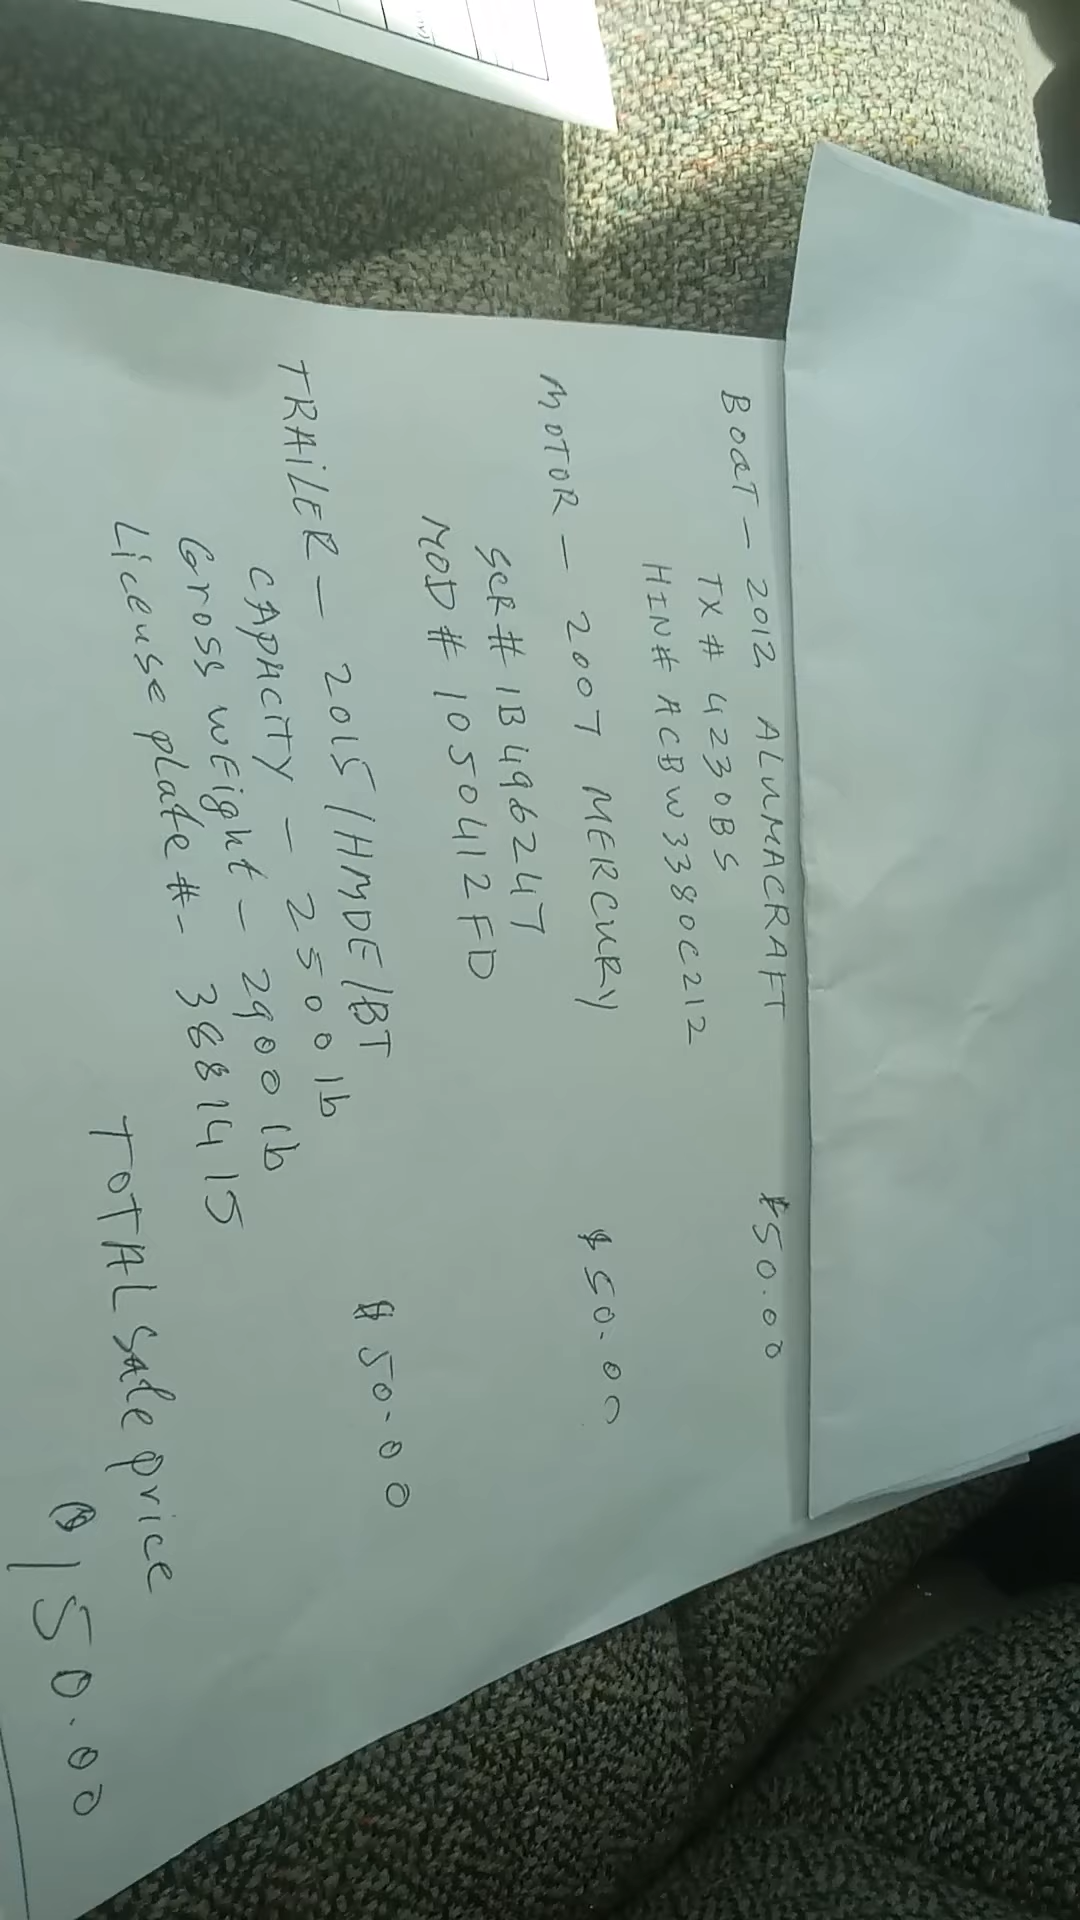 BOAT - 2012 ALUMACRAFT $50.00
TX # 4230BS
HIN# ACBW3380C212
MOTOR - 2007 MERCURY $50.00
SER# 1B496247
MOD# 1050412FD
TRAILER - 2015/HMDE/BT $50.00
CAPACITY - 2500 lb
Gross wEight - 2900 lb
License plate #- 3881415
TOTAL Sale price
$150.00